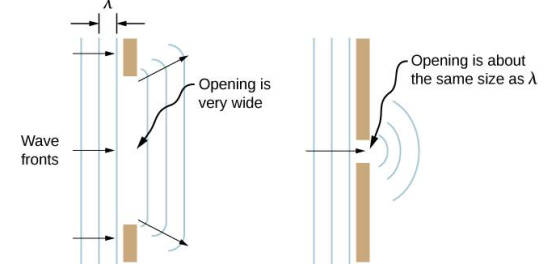 λ
Opening is
very wide
Wave
fronts
Opening is about
the same size as λ